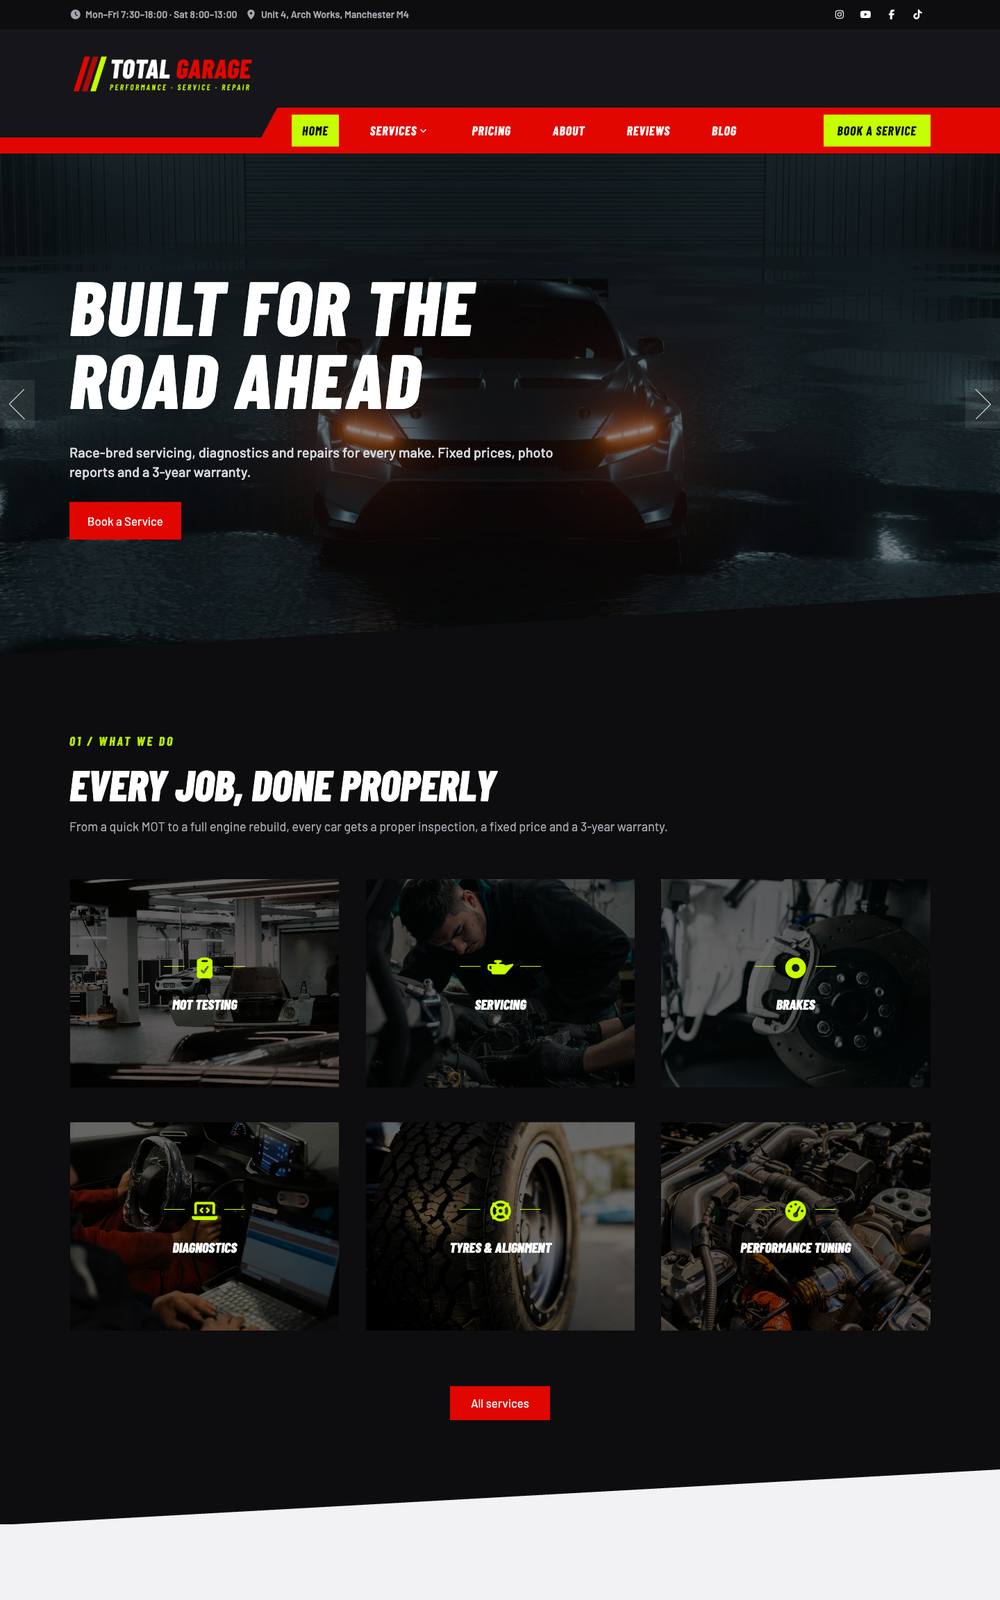 Mon–Fri 7:30–18:00 · Sat 8:00–13:00 Unit 4, Arch Works, Manchester M4
TOTAL GARAGE
PERFORMANCE · SERVICE · REPAIR
HOME SERVICES PRICING ABOUT REVIEWS BLOG BOOK A SERVICE
BUILT FOR THE
ROAD AHEAD
Race-bred servicing, diagnostics and repairs for every make. Fixed prices, photo
reports and a 3-year warranty.
Book a Service
01 / WHAT WE DO
EVERY JOB, DONE PROPERLY
From a quick MOT to a full engine rebuild, every car gets a proper inspection, a fixed price and a 3-year warranty.
MOT TESTING
SERVICING
BRAKES
DIAGNOSTICS
TYRES & ALIGNMENT
PERFORMANCE TUNING
All services